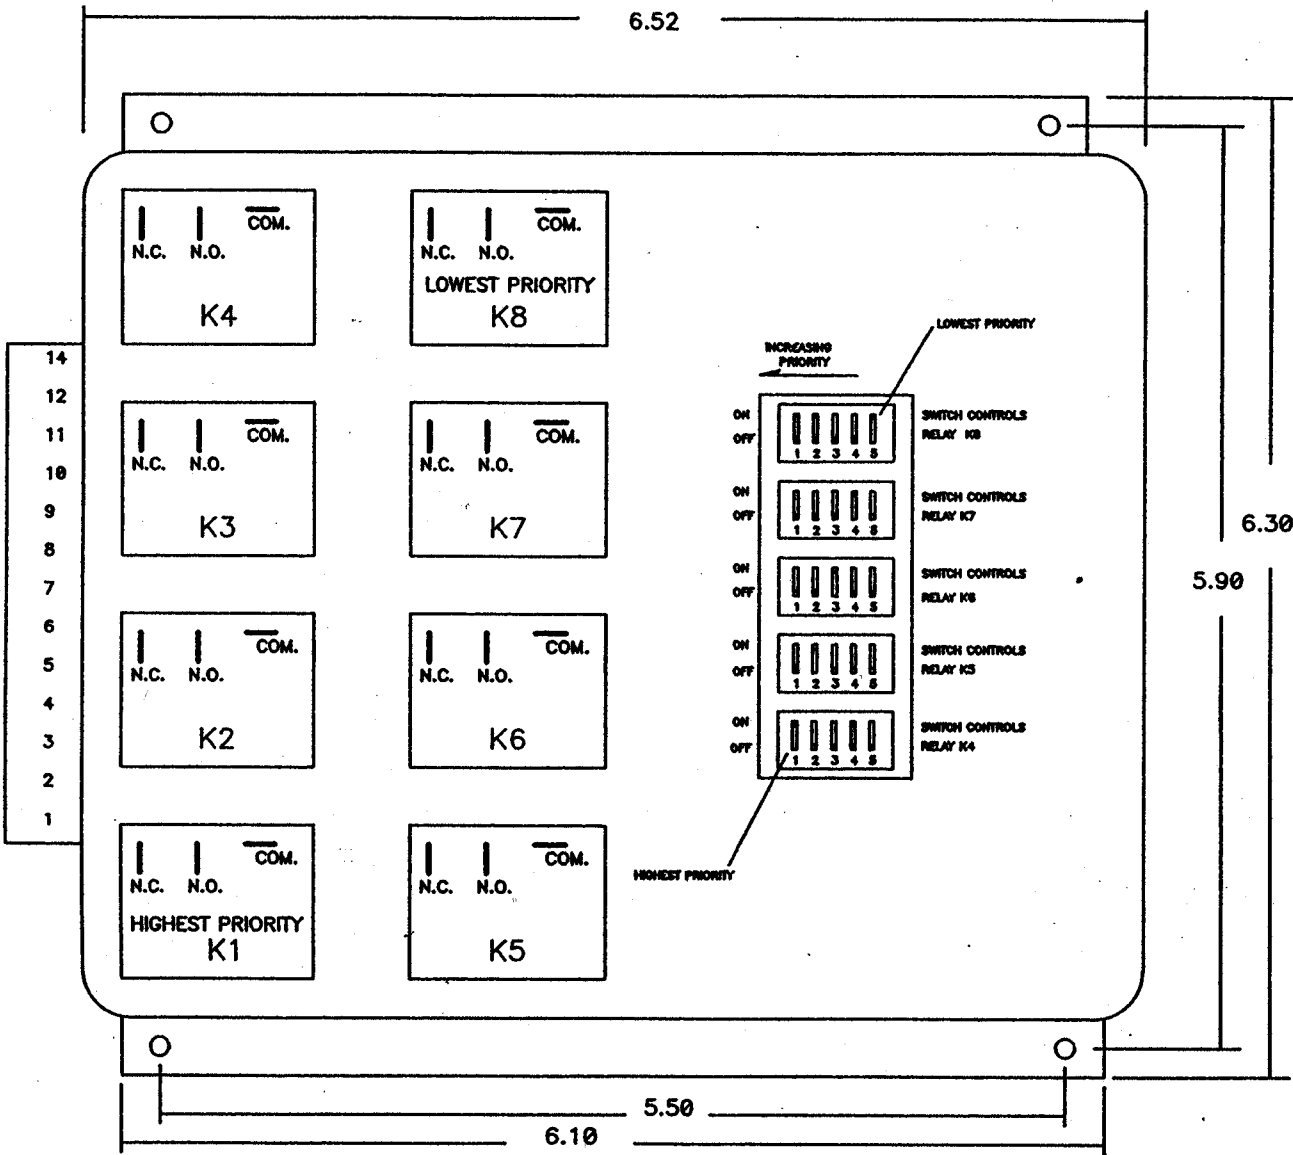 6.52
N.C. N.O. COM.
K4
N.C. N.O. COM.
LOWEST PRIORITY
K8
N.C. N.O. COM.
K3
N.C. N.O. COM.
K7
N.C. N.O. COM.
K2
N.C. N.O. COM.
K6
N.C. N.O. COM.
HIGHEST PRIORITY
K1
N.C. N.O. COM.
K5
14
12
11
10
9
8
7
6
5
4
3
2
1
LOWEST PRIORITY
INCREASING
PRIORITY
ON
OFF
1 2 3 4 5
SWITCH CONTROLS
RELAY K8
ON
OFF
1 2 3 4 5
SWITCH CONTROLS
RELAY K7
ON
OFF
1 2 3 4 5
SWITCH CONTROLS
RELAY K6
ON
OFF
1 2 3 4 5
SWITCH CONTROLS
RELAY K5
ON
OFF
1 2 3 4 5
SWITCH CONTROLS
RELAY K4
HIGHEST PRIORITY
6.30
5.90
5.50
6.10